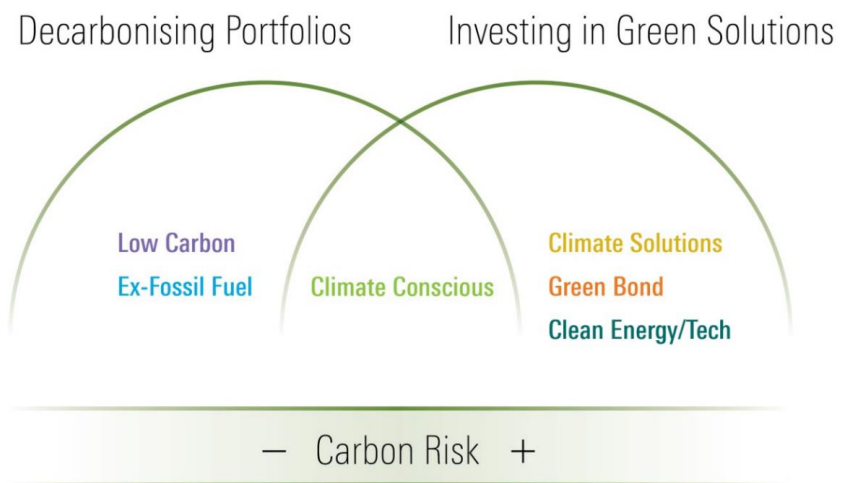 Decarbonising Portfolios
Investing in Green Solutions
Low Carbon
Ex-Fossil Fuel
Climate Conscious
Climate Solutions
Green Bond
Clean Energy/Tech
– Carbon Risk +